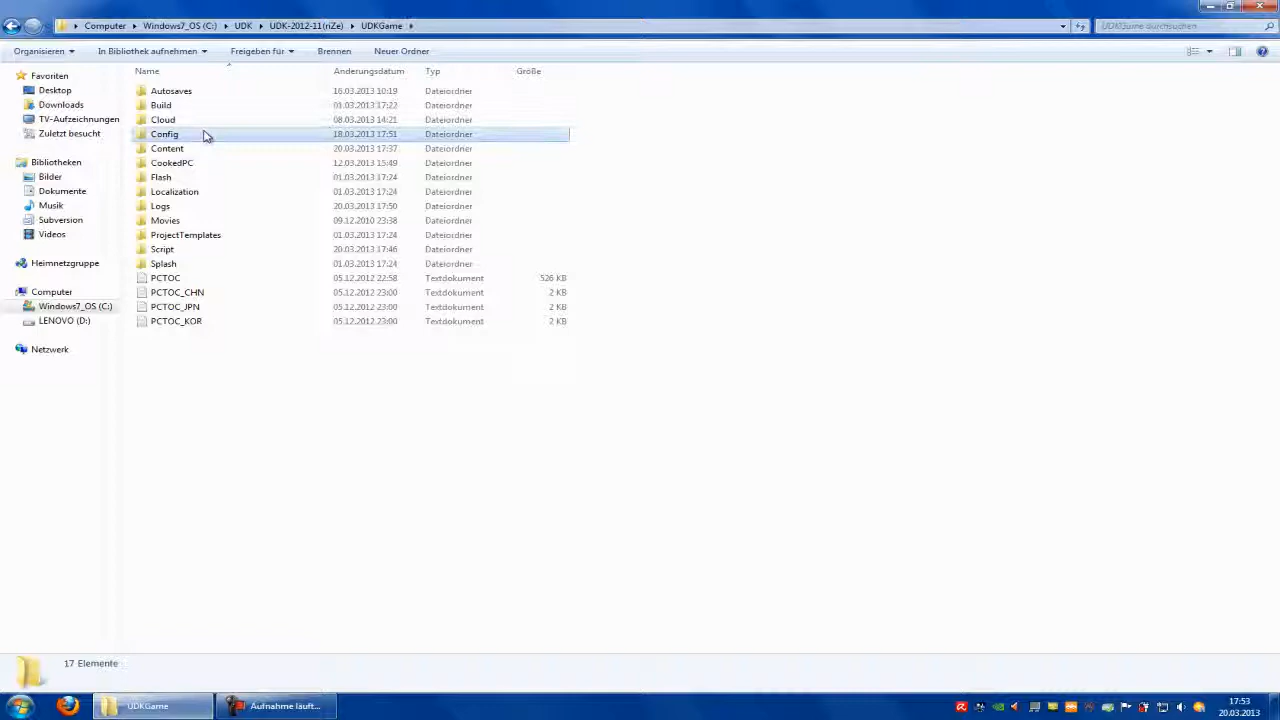 Computer ▸ Windows7_OS (C:) ▸ UDK ▸ UDK-2012-11(riZe) ▸ UDKGame ▸
UDKGame durchsuchen
Organisieren In Bibliothek aufnehmen Freigeben für Brennen Neuer Ordner
Name Änderungsdatum Typ Größe
Favoriten
Desktop
Downloads
TV-Aufzeichnungen
Zuletzt besucht
Bibliotheken
Bilder
Dokumente
Musik
Subversion
Videos
Heimnetzgruppe
Computer
Windows7_OS (C:)
LENOVO (D:)
Netzwerk
Autosaves 18.03.2013 10:19 Dateiordner
Build 01.03.2013 17:22 Dateiordner
Cloud 08.03.2013 14:21 Dateiordner
Config 18.03.2013 17:51 Dateiordner
Content 20.03.2013 17:37 Dateiordner
CookedPC 12.03.2013 15:49 Dateiordner
Flash 01.03.2013 17:24 Dateiordner
Localization 01.03.2013 17:24 Dateiordner
Logs 20.03.2013 17:50 Dateiordner
Movies 09.12.2010 23:38 Dateiordner
ProjectTemplates 01.03.2013 17:24 Dateiordner
Script 20.03.2013 17:46 Dateiordner
Splash 01.03.2013 17:24 Dateiordner
PCTOC 05.12.2012 22:58 Textdokument 526 KB
PCTOC_CHN 05.12.2012 23:00 Textdokument 2 KB
PCTOC_JPN 05.12.2012 23:00 Textdokument 2 KB
PCTOC_KOR 05.12.2012 23:00 Textdokument 2 KB
17 Elemente
UDKGame
Aufnahme läuft...
17:53
20.03.2013